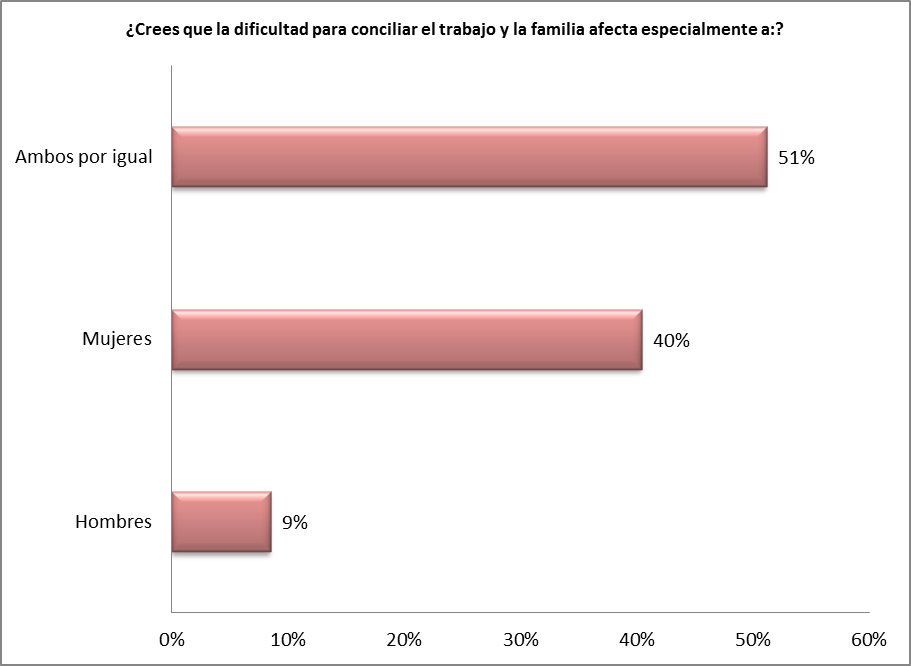 ¿Crees que la dificultad para conciliar el trabajo y la familia afecta especialmente a:?
Ambos por igual 51%
Mujeres 40%
Hombres 9%
0% 10% 20% 30% 40% 50% 60%